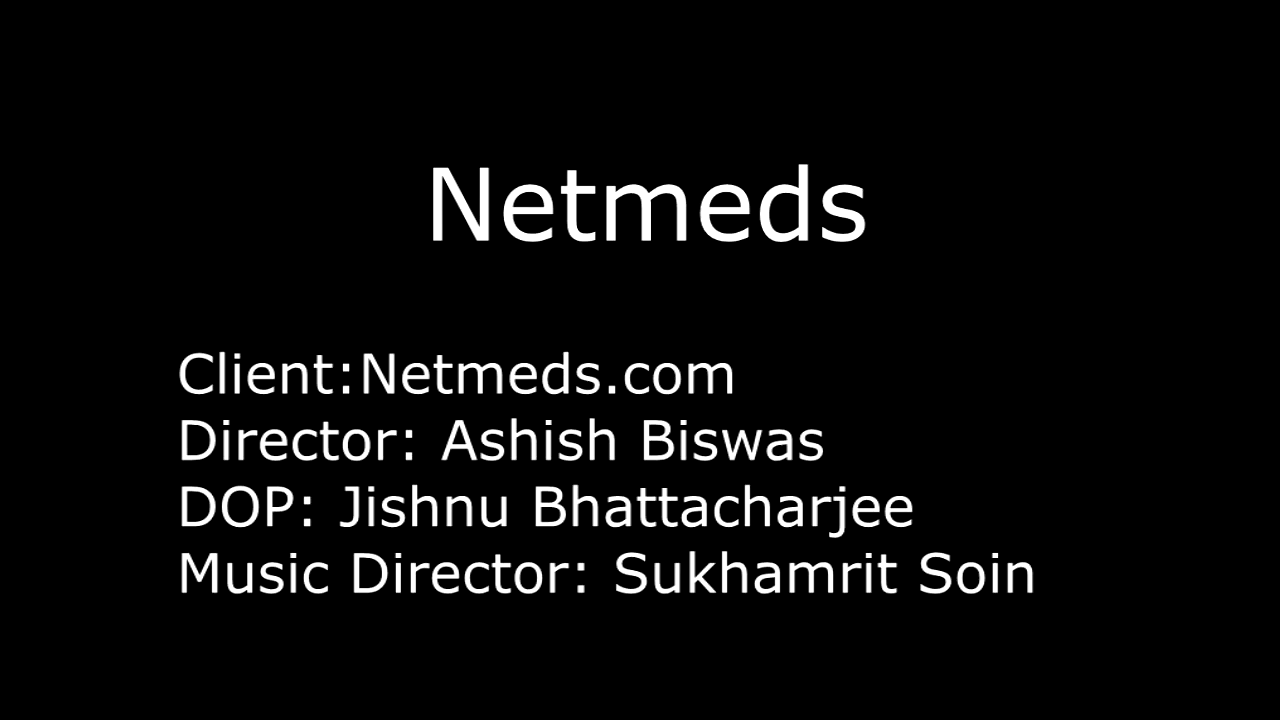 Netmeds
Client:Netmeds.com
Director: Ashish Biswas
DOP: Jishnu Bhattacharjee
Music Director: Sukhamrit Soin